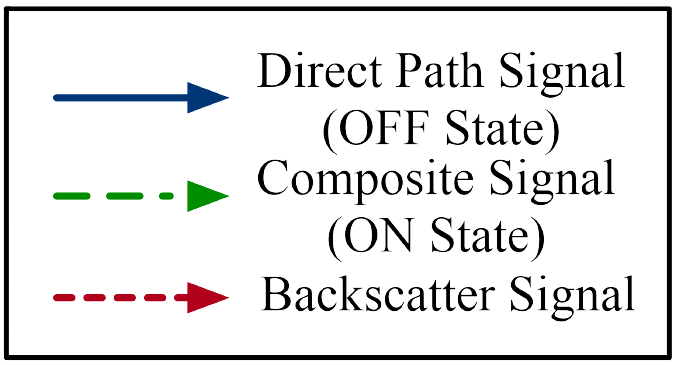 Direct Path Signal
(OFF State)
Composite Signal
(ON State)
Backscatter Signal